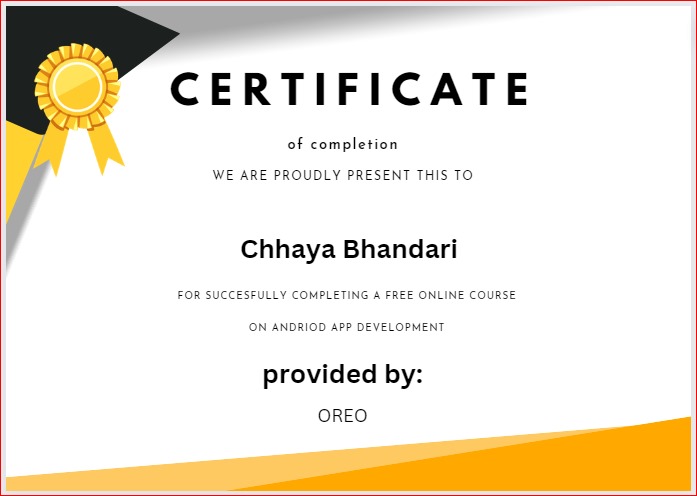 CERTIFICATE
of completion
WE ARE PROUDLY PRESENT THIS TO
Chhaya Bhandari
FOR SUCCESFULLY COMPLETING A FREE ONLINE COURSE
ON ANDRIOD APP DEVELOPMENT
provided by:
OREO